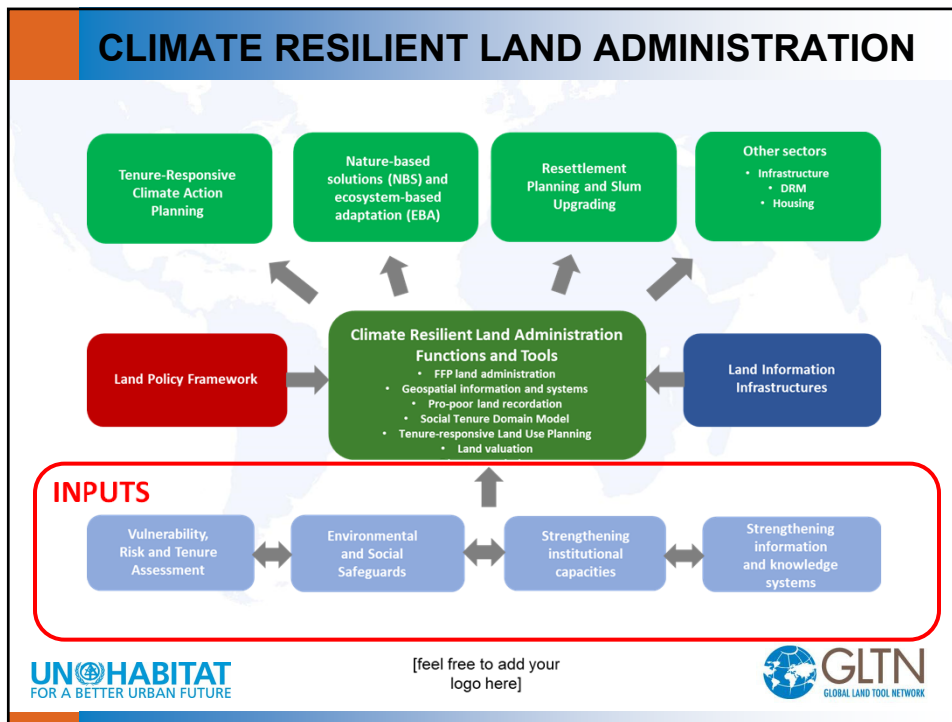 CLIMATE RESILIENT LAND ADMINISTRATION
Tenure-Responsive
Climate Action
Planning
Nature-based
solutions (NBS) and
ecosystem-based
adaptation (EBA)
Resettlement
Planning and Slum
Upgrading
Other sectors
• Infrastructure
• DRM
• Housing
Land Policy Framework
Climate Resilient Land Administration
Functions and Tools
• FFP land administration
• Geospatial information and systems
• Pro-poor land recordation
• Social Tenure Domain Model
• Tenure-responsive Land Use Planning
• Land valuation
Land Information
Infrastructures
INPUTS
Vulnerability,
Risk and Tenure
Assessment
Environmental
and Social
Safeguards
Strengthening
institutional
capacities
Strengthening
information
and knowledge
systems
UN HABITAT
FOR A BETTER URBAN FUTURE
[feel free to add your
logo here]
GLTN
GLOBAL LAND TOOL NETWORK